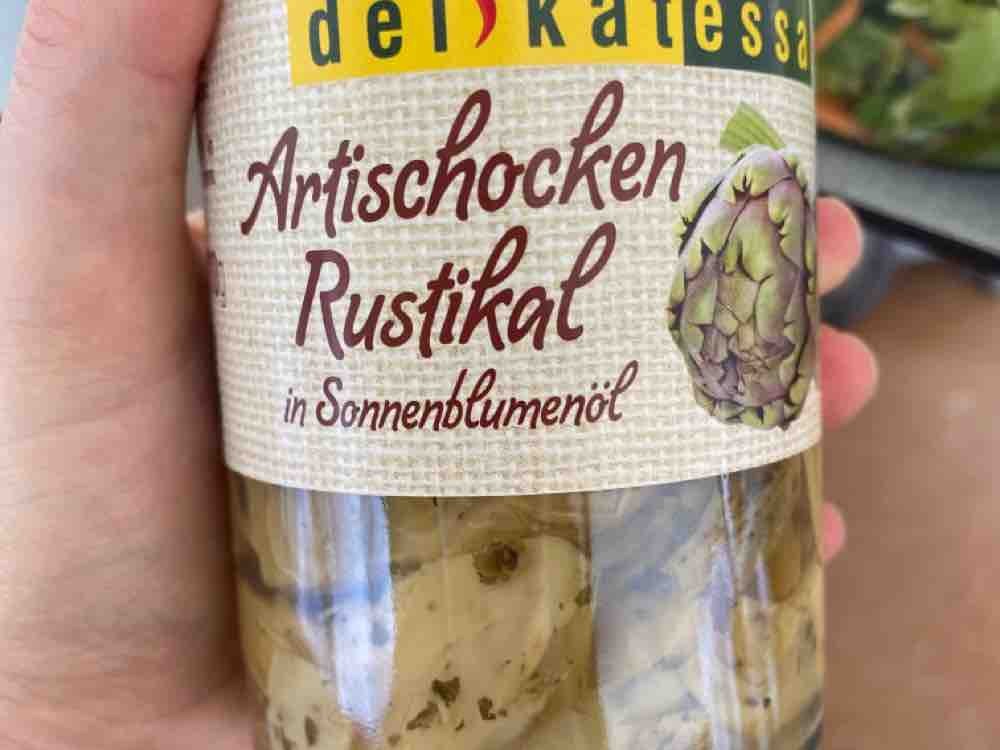 delikatessa
Artischocken
Rustikal
in Sonnenblumenöl